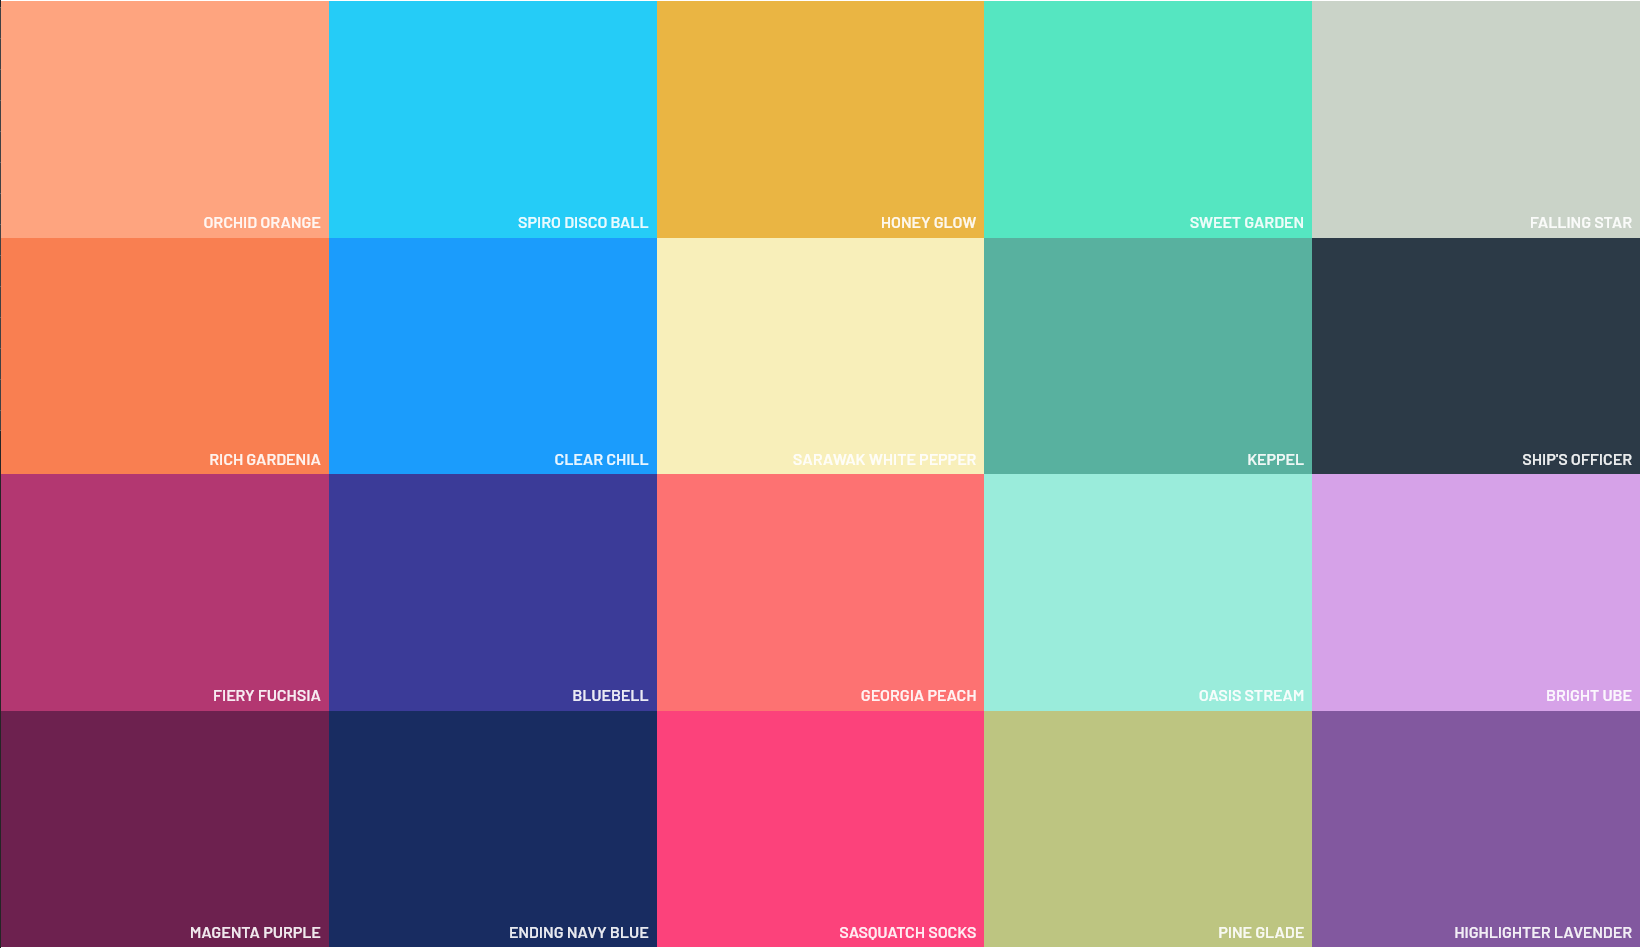 ORCHID ORANGE
SPIRO DISCO BALL
HONEY GLOW
SWEET GARDEN
FALLING STAR
RICH GARDENIA
CLEAR CHILL
SARAWAK WHITE PEPPER
KEPPEL
SHIP'S OFFICER
FIERY FUCHSIA
BLUEBELL
GEORGIA PEACH
OASIS STREAM
BRIGHT UBE
MAGENTA PURPLE
ENDING NAVY BLUE
SASQUATCH SOCKS
PINE GLADE
HIGHLIGHTER LAVENDER